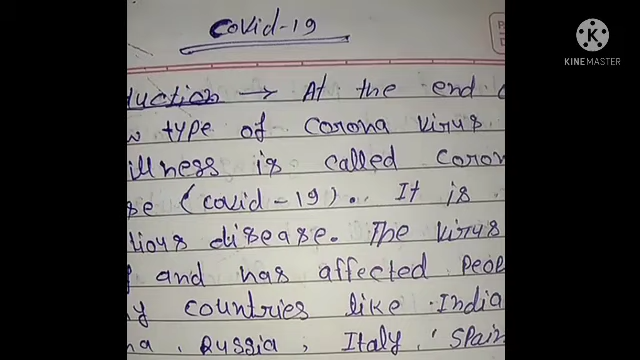 Covid-19
duction → At the end
type of corona virus
illness is called coron
se (covid-19). It is
tious disease. The virus
and has affected peop
y countries like India
na, Russia, Italy, Spain
K
KINEMASTER